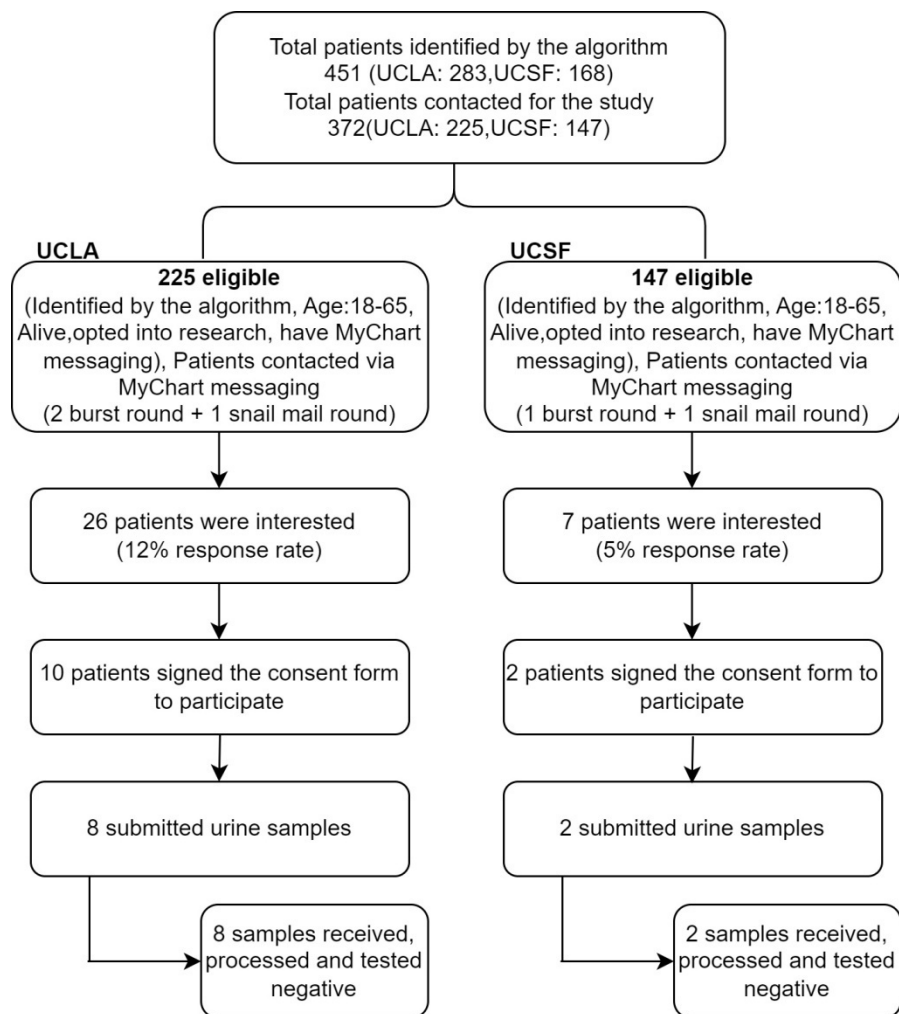 Total patients identified by the algorithm
451 (UCLA: 283,UCSF: 168)
Total patients contacted for the study
372(UCLA: 225,UCSF: 147)
UCLA
225 eligible
(Identified by the algorithm, Age:18-65,
Alive,opted into research, have MyChart
messaging), Patients contacted via
MyChart messaging
(2 burst round + 1 snail mail round)
26 patients were interested
(12% response rate)
10 patients signed the consent form
to participate
8 submitted urine samples
8 samples received,
processed and tested
negative
UCSF
147 eligible
(Identified by the algorithm, Age:18-65,
Alive,opted into research, have MyChart
messaging), Patients contacted via
MyChart messaging
(1 burst round + 1 snail mail round)
7 patients were interested
(5% response rate)
2 patients signed the consent form to
participate
2 submitted urine samples
2 samples received,
processed and tested
negative